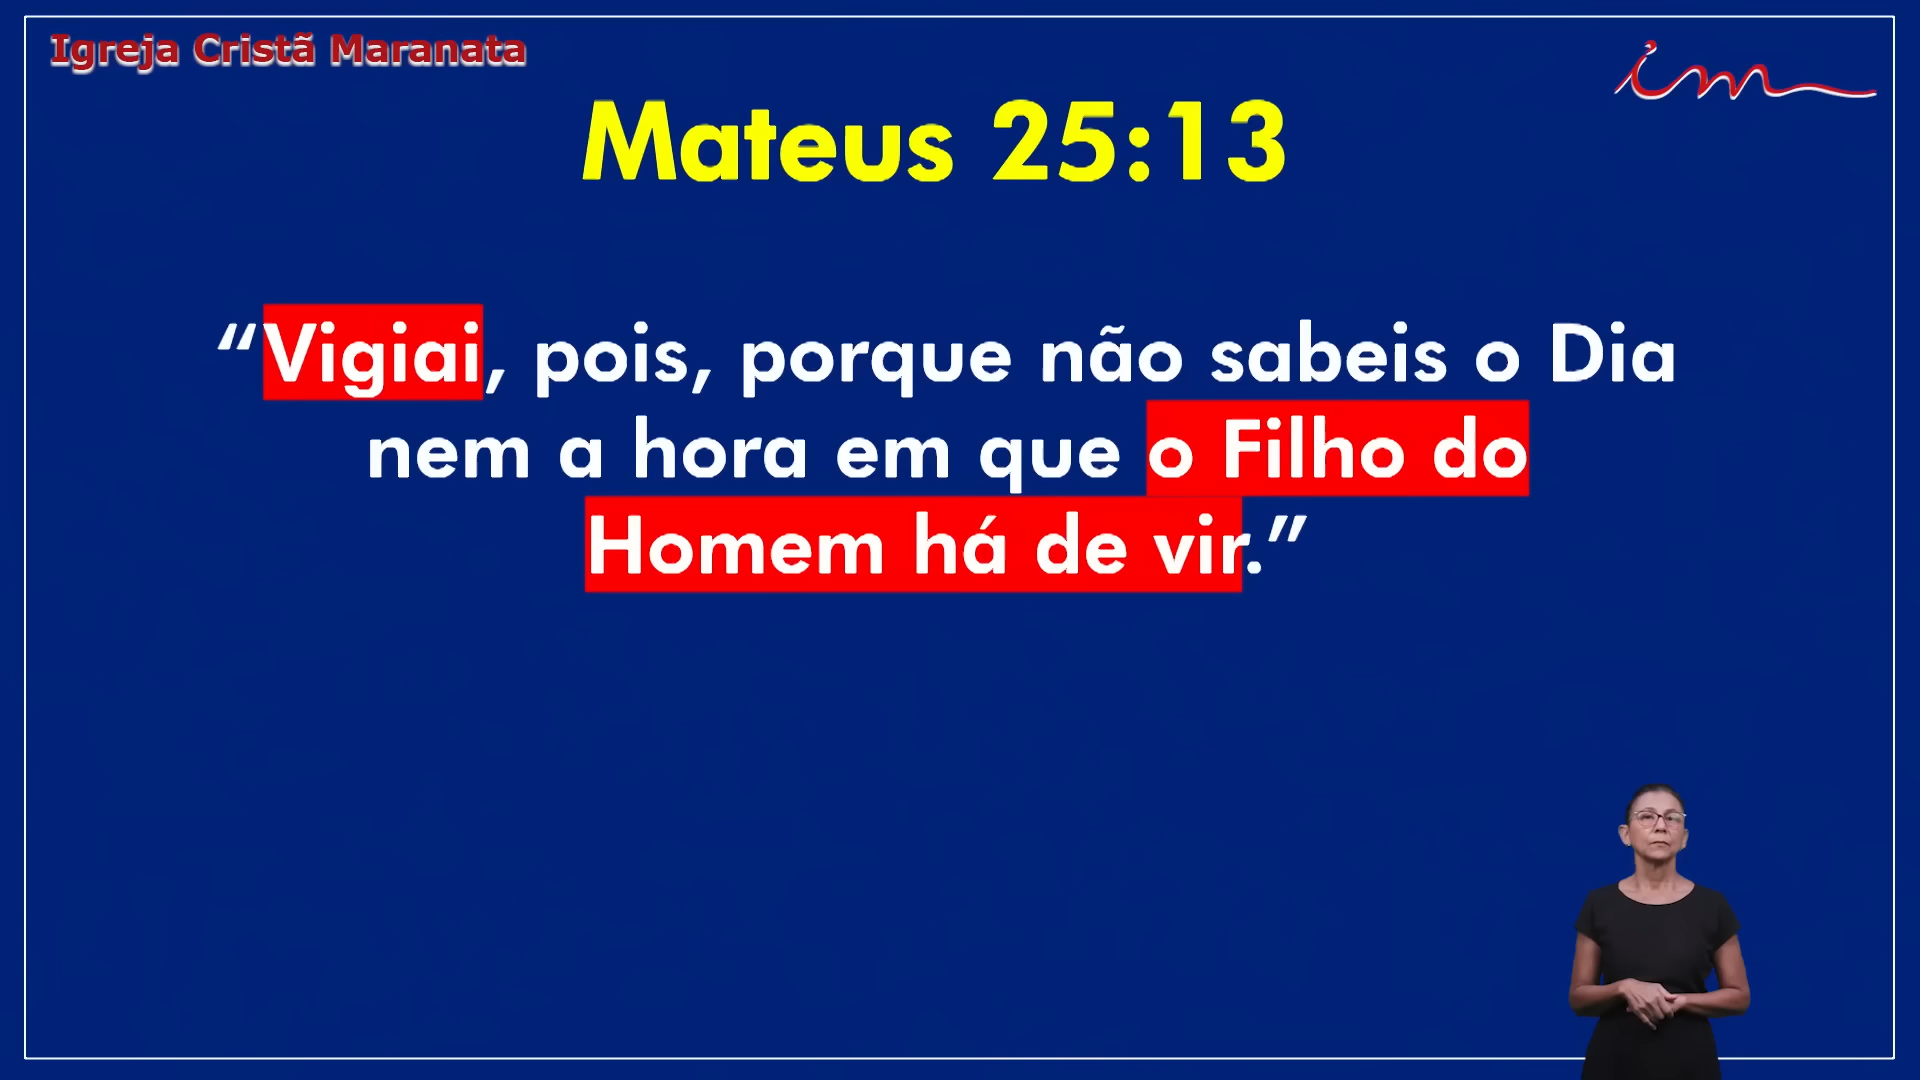 Igreja Cristã Maranata
im
Mateus 25:13
“Vigiai, pois, porque não sabeis o Dia
nem a hora em que o Filho do
Homem há de vir.”